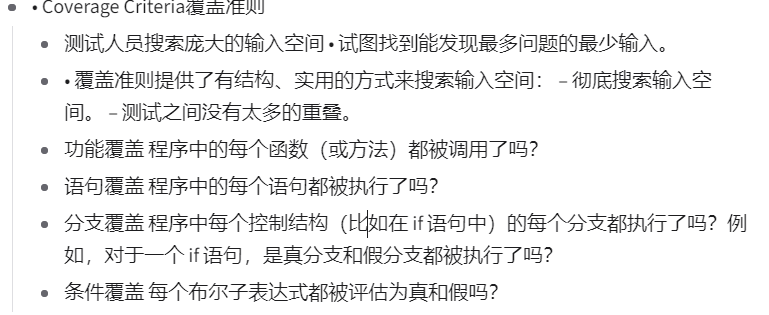 • Coverage Criteria覆盖准则
测试人员搜索庞大的输入空间 • 试图找到能发现最多问题的最少输入。
• 覆盖准则提供了有结构、实用的方式来搜索输入空间： – 彻底搜索输入空
间。 – 测试之间没有太多的重叠。
功能覆盖 程序中的每个函数（或方法）都被调用了吗？
语句覆盖 程序中的每个语句都被执行了吗？
分支覆盖 程序中每个控制结构（比如在 if 语句中）的每个分支都执行了吗？例
如，对于一个 if 语句，是真分支和假分支都被执行了吗？
条件覆盖 每个布尔子表达式都被评估为真和假吗？